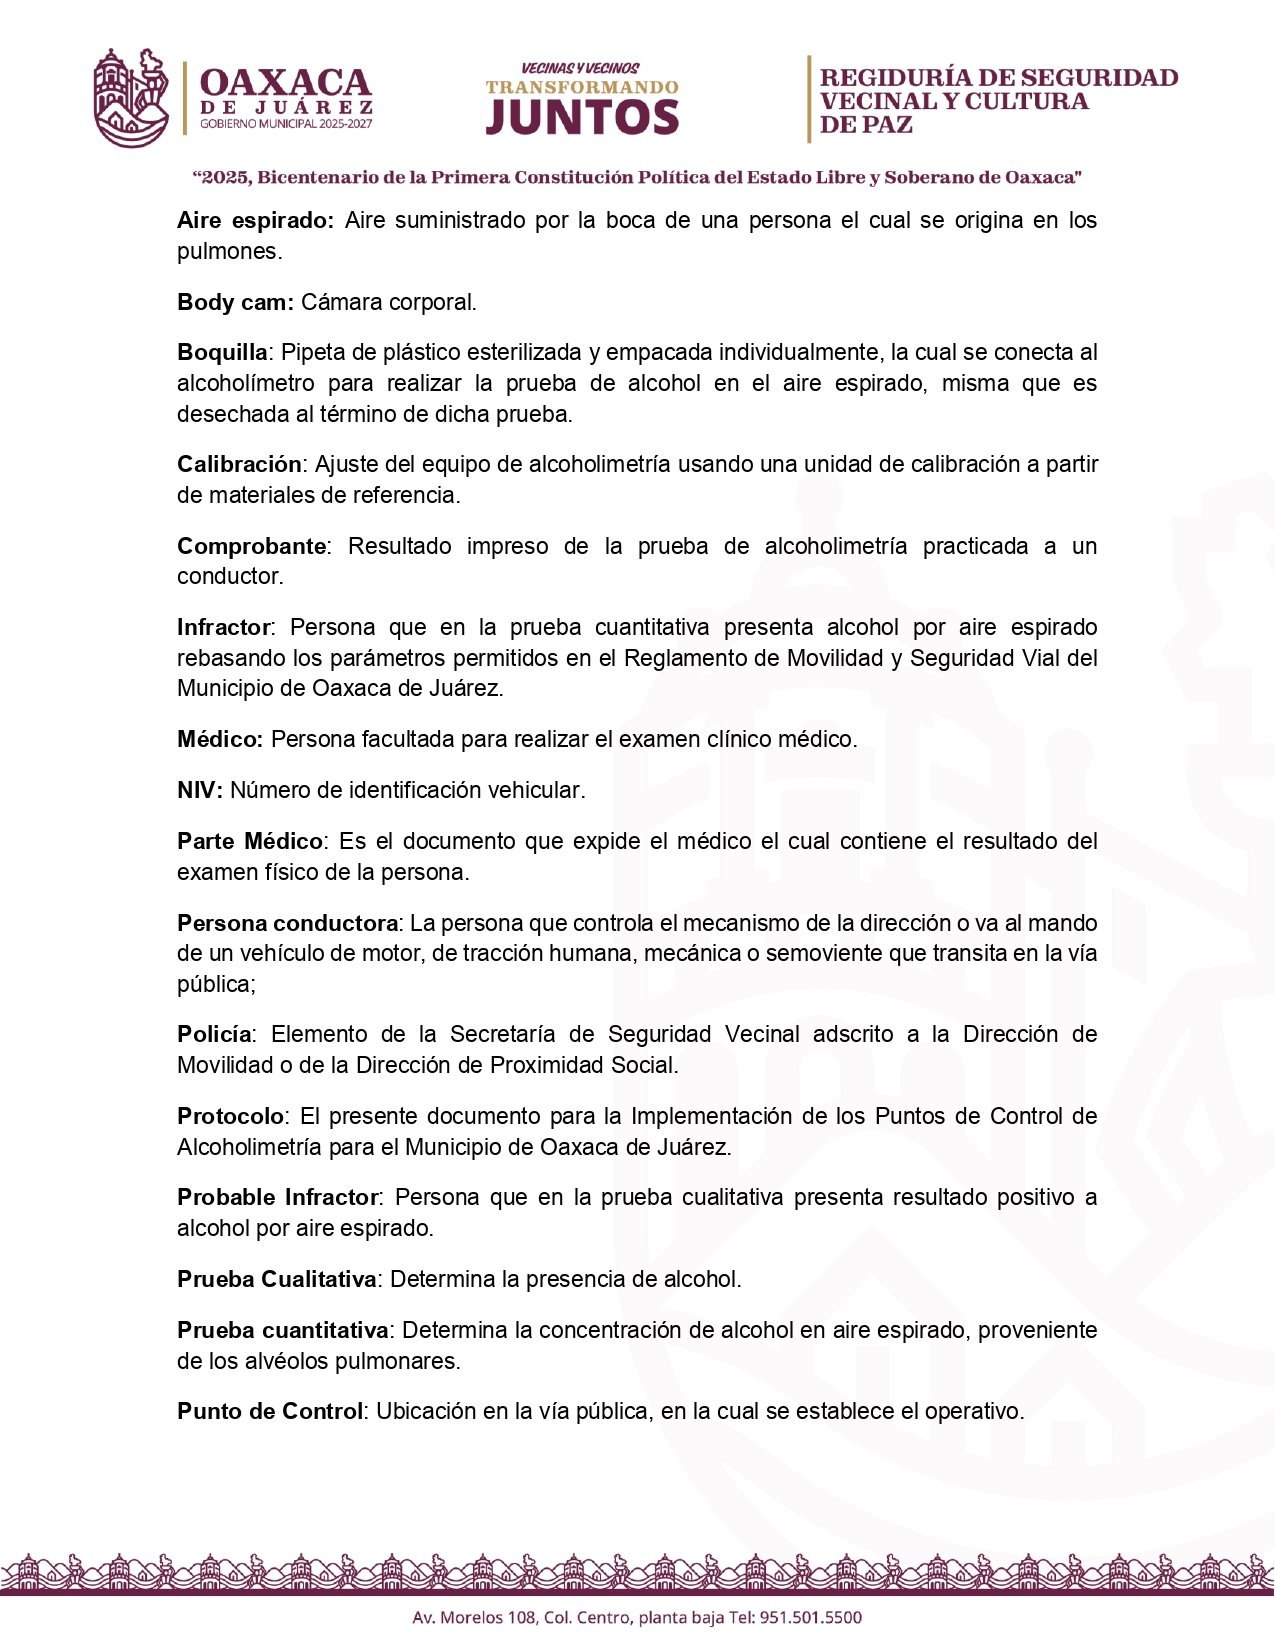 OAXACA
DE JUÁREZ
GOBIERNO MUNICIPAL 2025-2027
VECINAS Y VECINOS
TRANSFORMANDO
JUNTOS
REGIDURÍA DE SEGURIDAD
VECINAL Y CULTURA
DE PAZ
“2025, Bicentenario de la Primera Constitución Política del Estado Libre y Soberano de Oaxaca"
Aire espirado: Aire suministrado por la boca de una persona el cual se origina en los
pulmones.
Body cam: Cámara corporal.
Boquilla: Pipeta de plástico esterilizada y empacada individualmente, la cual se conecta al
alcoholímetro para realizar la prueba de alcohol en el aire espirado, misma que es
desechada al término de dicha prueba.
Calibración: Ajuste del equipo de alcoholimetría usando una unidad de calibración a partir
de materiales de referencia.
Comprobante: Resultado impreso de la prueba de alcoholimetría practicada a un
conductor.
Infractor: Persona que en la prueba cuantitativa presenta alcohol por aire espirado
rebasando los parámetros permitidos en el Reglamento de Movilidad y Seguridad Vial del
Municipio de Oaxaca de Juárez.
Médico: Persona facultada para realizar el examen clínico médico.
NIV: Número de identificación vehicular.
Parte Médico: Es el documento que expide el médico el cual contiene el resultado del
examen físico de la persona.
Persona conductora: La persona que controla el mecanismo de la dirección o va al mando
de un vehículo de motor, de tracción humana, mecánica o semoviente que transita en la vía
pública;
Policía: Elemento de la Secretaría de Seguridad Vecinal adscrito a la Dirección de
Movilidad o de la Dirección de Proximidad Social.
Protocolo: El presente documento para la Implementación de los Puntos de Control de
Alcoholimetría para el Municipio de Oaxaca de Juárez.
Probable Infractor: Persona que en la prueba cualitativa presenta resultado positivo a
alcohol por aire espirado.
Prueba Cualitativa: Determina la presencia de alcohol.
Prueba cuantitativa: Determina la concentración de alcohol en aire espirado, proveniente
de los alvéolos pulmonares.
Punto de Control: Ubicación en la vía pública, en la cual se establece el operativo.
Av. Morelos 108, Col. Centro, planta baja Tel: 951.501.5500